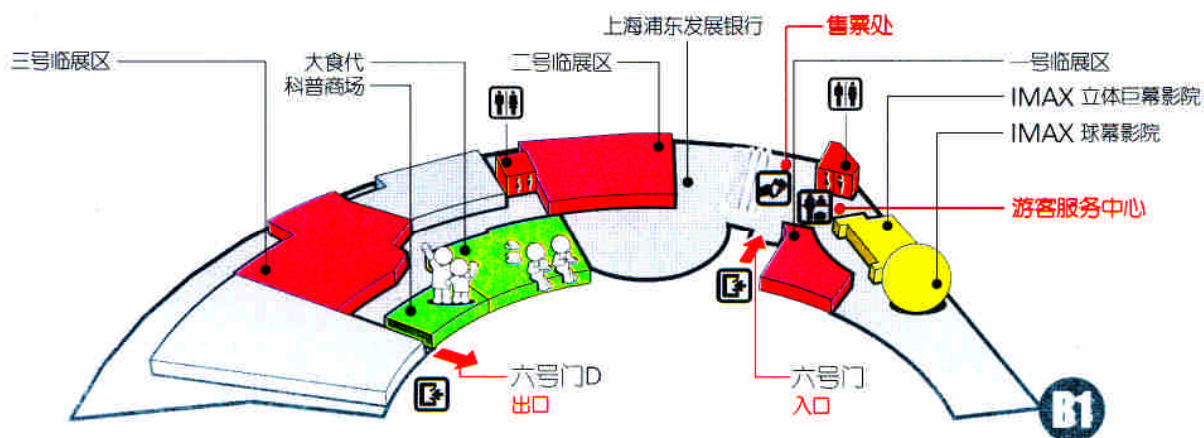 上海浦东发展银行
售票处
三号临展区
大食代
二号临展区
一号临展区
科普商场
IMAX 立体巨幕影院
IMAX 球幕影院
游客服务中心
六号门D
出口
六号门
入口
B1